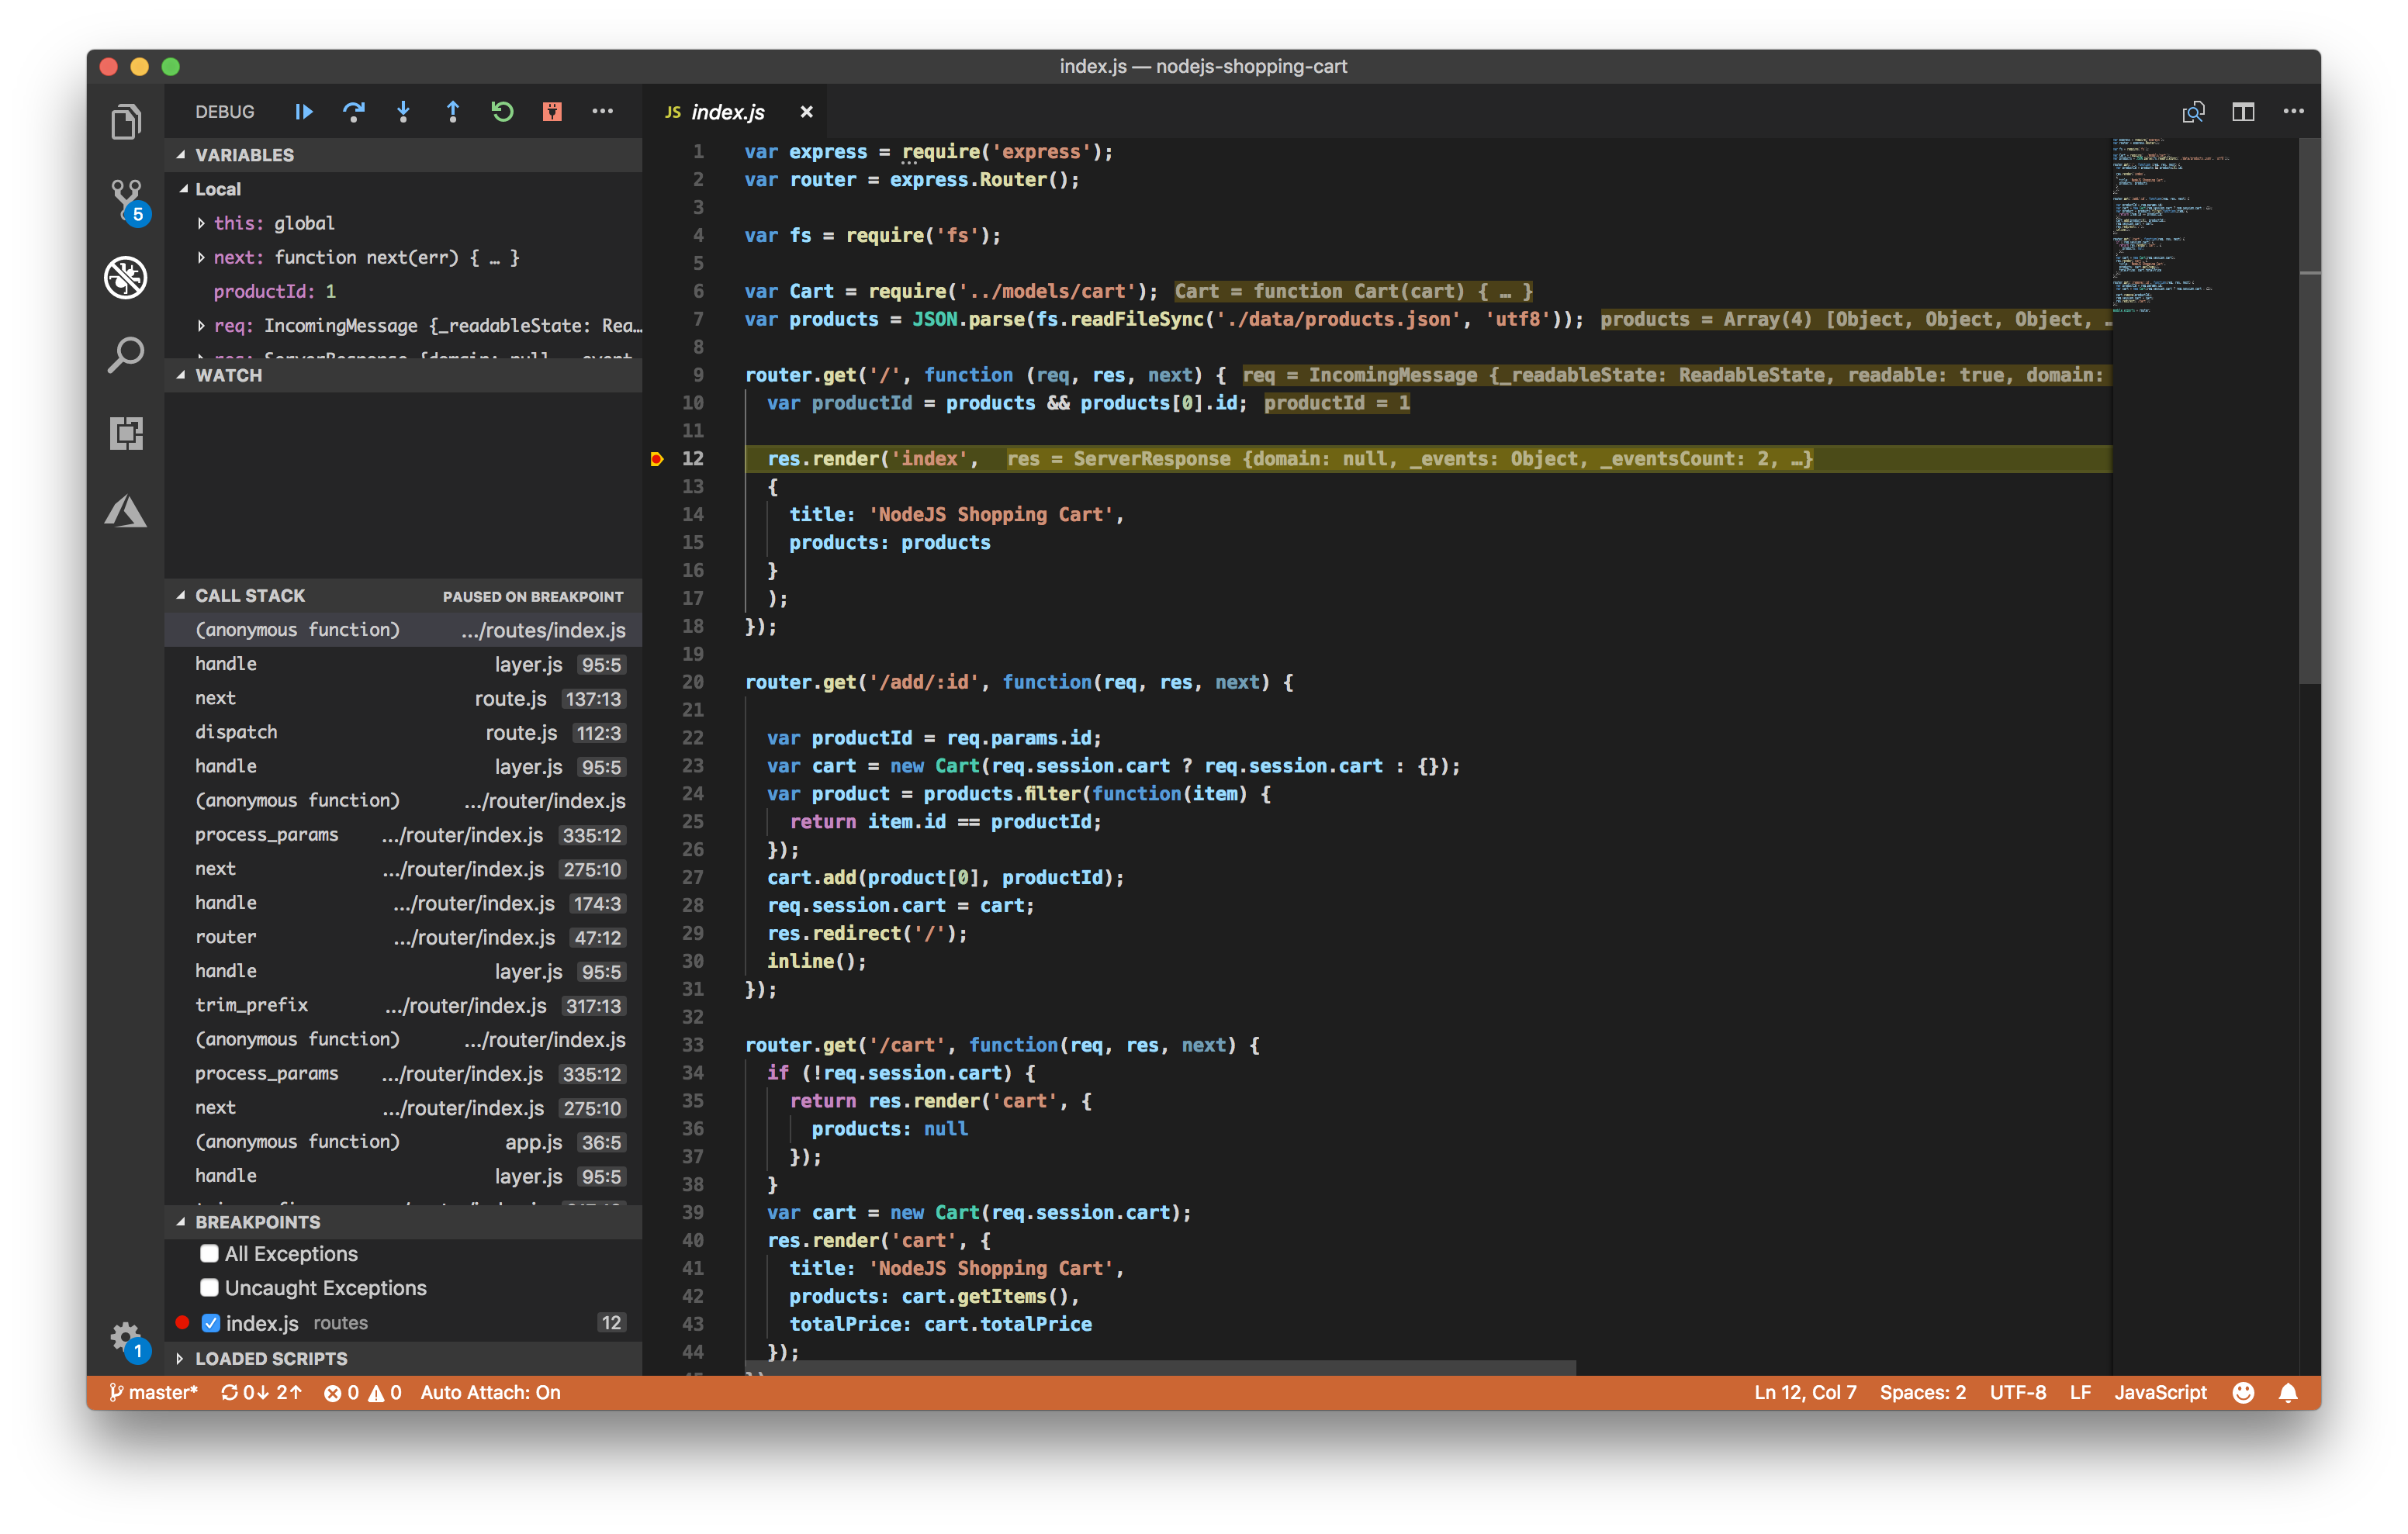 index.js — nodejs-shopping-cart
DEBUG
VARIABLES
Local
this: global
next: function next(err) { … }
productId: 1
req: IncomingMessage {_readableState: Rea…
res: ServerResponse {domain: null, _event
WATCH
CALL STACK PAUSED ON BREAKPOINT
(anonymous function) .../routes/index.js
handle layer.js 95:5
next route.js 137:13
dispatch route.js 112:3
handle layer.js 95:5
(anonymous function) .../router/index.js
process_params .../router/index.js 335:12
next .../router/index.js 275:10
handle .../router/index.js 174:3
router .../router/index.js 47:12
handle layer.js 95:5
trim_prefix .../router/index.js 317:13
(anonymous function) .../router/index.js
process_params .../router/index.js 335:12
next .../router/index.js 275:10
(anonymous function) app.js 36:5
handle layer.js 95:5
BREAKPOINTS
All Exceptions
Uncaught Exceptions
index.js routes 12
LOADED SCRIPTS
5
1
JS index.js
1 var express = require('express');
2 var router = express.Router();
3
4 var fs = require('fs');
5
6 var Cart = require('../models/cart'); Cart = function Cart(cart) { … }
7 var products = JSON.parse(fs.readFileSync('./data/products.json', 'utf8')); products = Array(4) [Object, Object, Object, …
8
9 router.get('/', function (req, res, next) { req = IncomingMessage {_readableState: ReadableState, readable: true, domain:
10 var productId = products && products[0].id; productId = 1
11
12 res.render('index', res = ServerResponse {domain: null, _events: Object, _eventsCount: 2, …}
13 {
14 title: 'NodeJS Shopping Cart',
15 products: products
16 }
17 );
18 });
19
20 router.get('/add/:id', function(req, res, next) {
21
22 var productId = req.params.id;
23 var cart = new Cart(req.session.cart ? req.session.cart : {});
24 var product = products.filter(function(item) {
25 return item.id == productId;
26 });
27 cart.add(product[0], productId);
28 req.session.cart = cart;
29 res.redirect('/');
30 inline();
31 });
32
33 router.get('/cart', function(req, res, next) {
34 if (!req.session.cart) {
35 return res.render('cart', {
36 products: null
37 });
38 }
39 var cart = new Cart(req.session.cart);
40 res.render('cart', {
41 title: 'NodeJS Shopping Cart',
42 products: cart.getItems(),
43 totalPrice: cart.totalPrice
44 });
master* 0↓ 2↑ 0 0 Auto Attach: On Ln 12, Col 7 Spaces: 2 UTF-8 LF JavaScript